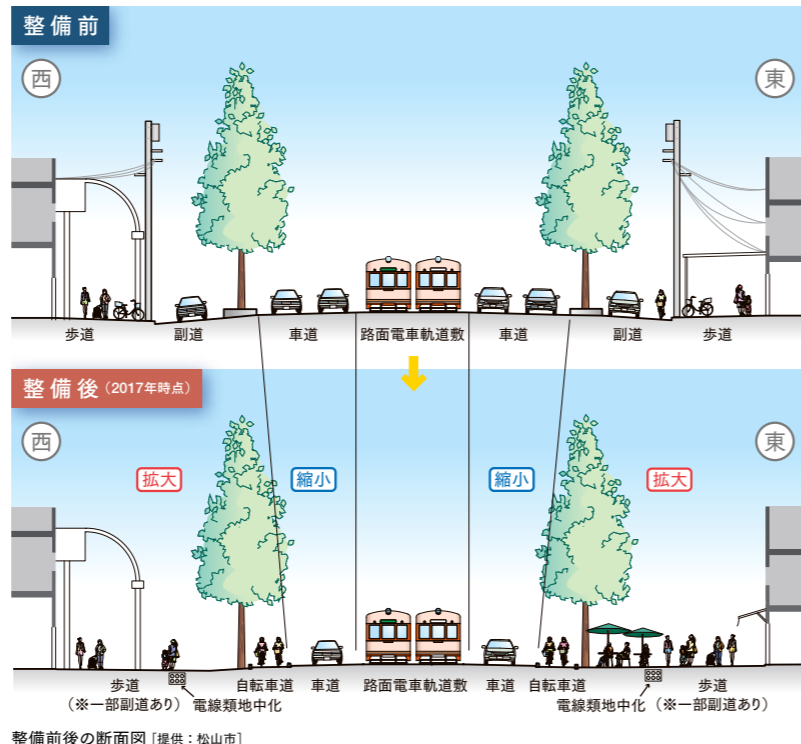 整備前
西 東
歩道 副道 車道 路面電車軌道敷 車道 副道 歩道
整備後（2017年時点）
西 東
拡大 縮小 縮小 拡大
歩道 自転車道 車道 路面電車軌道敷 車道 自転車道 歩道
（※一部副道あり） 電線類地中化 電線類地中化 （※一部副道あり）
整備前後の断面図［提供：松山市］